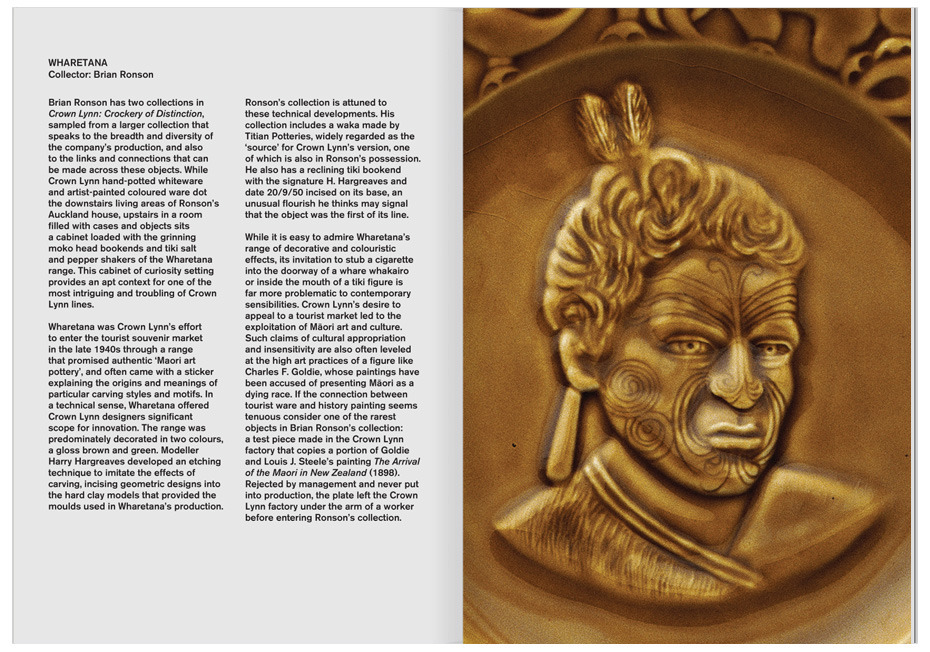 WHARETANA
Collector: Brian Ronson
Brian Ronson has two collections in
Crown Lynn: Crockery of Distinction,
sampled from a larger collection that
speaks to the breadth and diversity of
the company's production, and also
to the links and connections that can
be made across these objects. While
Crown Lynn hand-potted whiteware
and artist-painted coloured ware dot
the downstairs living areas of Ronson's
Auckland house, upstairs in a room
filled with cases and objects sits
a cabinet loaded with the grinning
moko head bookends and tiki salt
and pepper shakers of the Wharetana
range. This cabinet of curiosity setting
provides an apt context for one of the
most intriguing and troubling of Crown
Lynn lines.
Wharetana was Crown Lynn's effort
to enter the tourist souvenir market
in the late 1940s through a range
that promised authentic 'Maori art
pottery', and often came with a sticker
explaining the origins and meanings of
particular carving styles and motifs. In
a technical sense, Wharetana offered
Crown Lynn designers significant
scope for innovation. The range was
predominately decorated in two colours,
a gloss brown and green. Modeller
Harry Hargreaves developed an etching
technique to imitate the effects of
carving, incising geometric designs into
the hard clay models that provided the
moulds used in Wharetana's production.
Ronson's collection is attuned to
these technical developments. His
collection includes a waka made by
Titian Potteries, widely regarded as the
'source' for Crown Lynn's version, one
of which is also in Ronson's possession.
He also has a reclining tiki bookend
with the signature H. Hargreaves and
date 20/9/50 incised on its base, an
unusual flourish he thinks may signal
that the object was the first of its line.
While it is easy to admire Wharetana's
range of decorative and colouristic
effects, its invitation to stub a cigarette
into the doorway of a whare whakairo
or inside the mouth of a tiki figure is
far more problematic to contemporary
sensibilities. Crown Lynn's desire to
appeal to a tourist market led to the
exploitation of Māori art and culture.
Such claims of cultural appropriation
and insensitivity are also often leveled
at the high art practices of a figure like
Charles F. Goldie, whose paintings have
been accused of presenting Māori as a
dying race. If the connection between
tourist ware and history painting seems
tenuous consider one of the rarest
objects in Brian Ronson's collection:
a test piece made in the Crown Lynn
factory that copies a portion of Goldie
and Louis J. Steele's painting The Arrival
of the Maori in New Zealand (1898).
Rejected by management and never put
into production, the plate left the Crown
Lynn factory under the arm of a worker
before entering Ronson's collection.